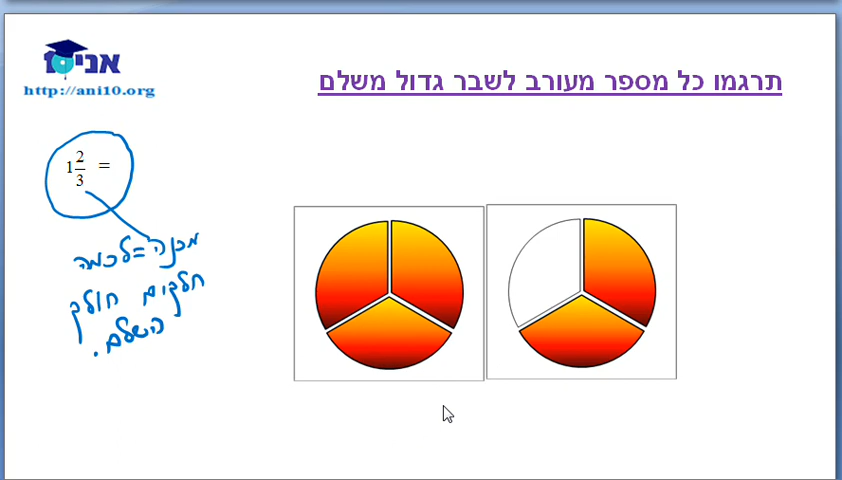 אני10
http://ani10.org
תרגמו כל מספר מעורב לשבר גדול משלם
1 2/3 =
מכנה=לכמה
חלקים חולק
השלם.